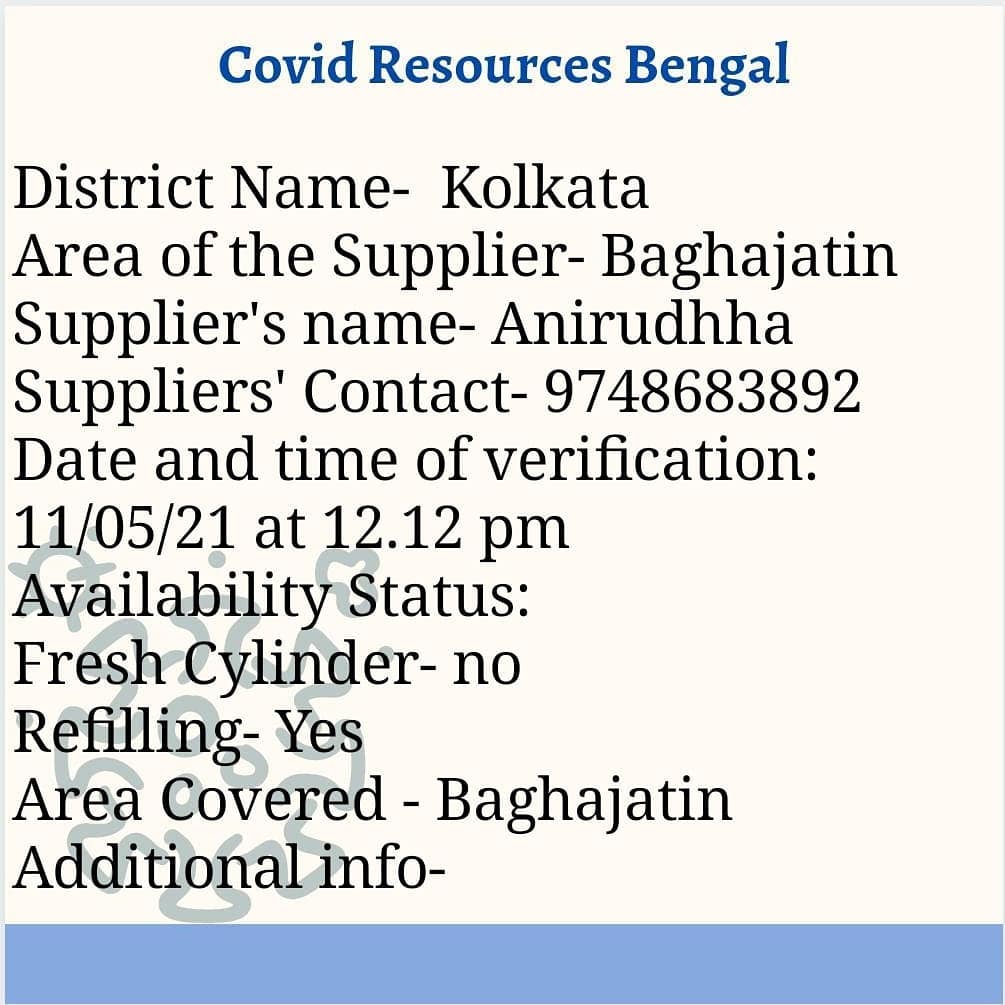 Covid Resources Bengal
District Name-  Kolkata
Area of the Supplier- Baghajatin
Supplier's name- Anirudhha
Suppliers' Contact- 9748683892
Date and time of verification:
11/05/21 at 12.12 pm
Availability Status:
Fresh Cylinder- no
Refilling- Yes
Area Covered - Baghajatin
Additional info-